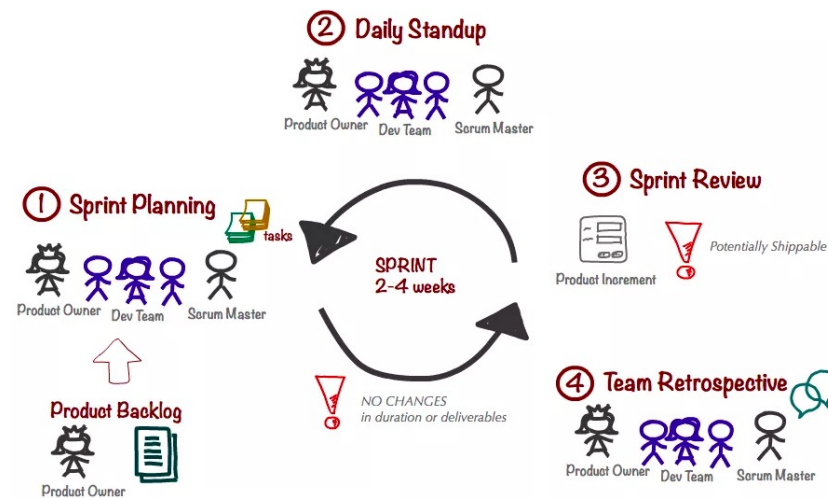 2 Daily Standup
Product Owner
Dev Team
Scrum Master
1 Sprint Planning
tasks
Product Owner
Dev Team
Scrum Master
Product Backlog
Product Owner
SPRINT
2-4 weeks
NO CHANGES
in duration or deliverables
3 Sprint Review
Product Increment
Potentially Shippable
4 Team Retrospective
Product Owner
Dev Team
Scrum Master